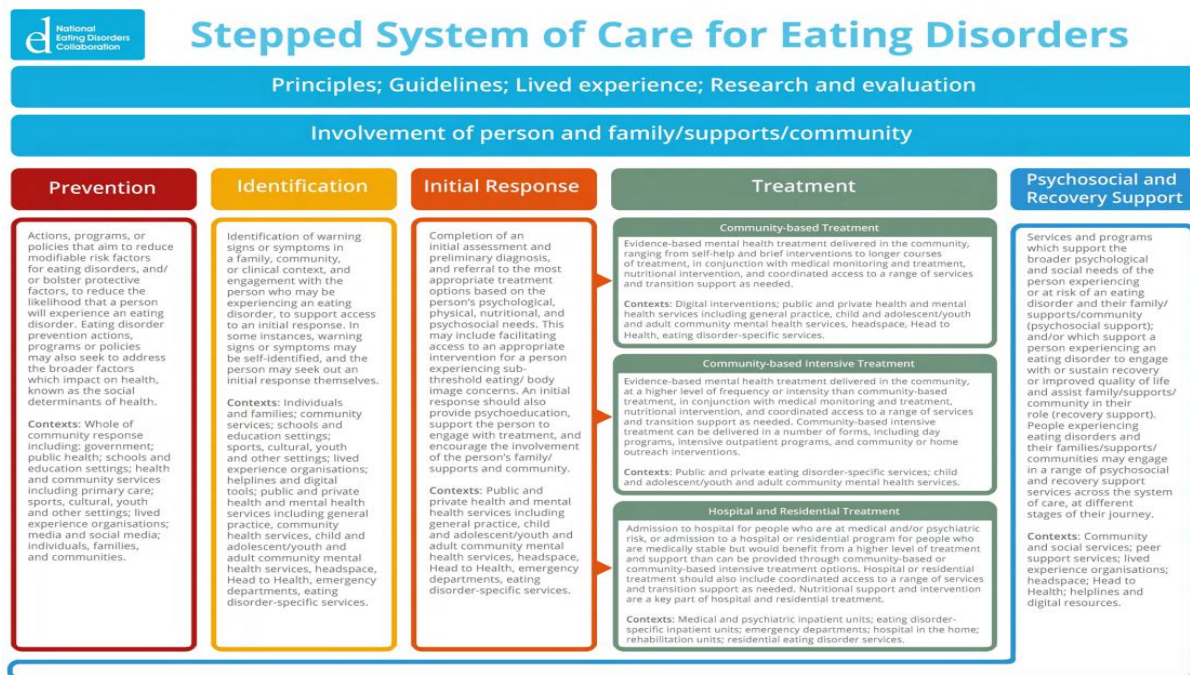 National
Eating Disorders
Collaboration
Stepped System of Care for Eating Disorders
Principles; Guidelines; Lived experience; Research and evaluation
Involvement of person and family/supports/community
Prevention
Actions, programs, or
policies that aim to reduce
modifiable risk factors
for eating disorders, and/
or bolster protective
factors, to reduce the
likelihood that a person
will experience an eating
disorder. Eating disorder
prevention actions,
programs or policies
may also seek to address
the broader factors
which impact on health,
known as the social
determinants of health.
Contexts: Whole of
community response
including: government;
public health; schools and
education settings; health
and community services
including primary care;
sports, cultural, youth
and other settings; lived
experience organisations;
media and social media;
individuals, families,
and communities.
Identification
Identification of warning
signs or symptoms in
a family, community,
or clinical context, and
engagement with the
person who may be
experiencing an eating
disorder, to support access
to an initial response. In
some instances, warning
signs or symptoms may
be self-identified, and the
person may seek out an
initial response themselves.
Contexts: Individuals
and families; community
services; schools and
education settings;
sports, cultural, youth
and other settings; lived
experience organisations;
helplines and digital
tools; public and private
health and mental health
services including general
practice, community
health services, child and
adolescent/youth and
adult community mental
health services, headspace,
Head to Health, emergency
departments, eating
disorder-specific services.
Initial Response
Completion of an
initial assessment and
preliminary diagnosis,
and referral to the most
appropriate treatment
options based on the
person's psychological,
physical, nutritional, and
psychosocial needs. This
may include facilitating
access to an appropriate
intervention for a person
experiencing sub-
threshold eating/ body
image concerns. An initial
response should also
provide psychoeducation,
support the person to
engage with treatment, and
encourage the involvement
of the person's family/
supports and community.
Contexts: Public and
private health and mental
health services including
general practice, child
and adolescent/youth and
adult community mental
health services, headspace,
Head to Health, emergency
departments, eating
disorder-specific services.
Treatment
Community-based Treatment
Evidence-based mental health treatment delivered in the community,
ranging from self-help and brief interventions to longer courses
of treatment, in conjunction with medical monitoring and treatment,
nutritional intervention, and coordinated access to a range of services
and transition support as needed.
Contexts: Digital interventions; public and private health and mental
health services including general practice, child and adolescent/youth
and adult community mental health services, headspace, Head to
Health, eating disorder-specific services.
Community-based Intensive Treatment
Evidence-based mental health treatment delivered in the community,
at a higher level of frequency or intensity than community-based
treatment, in conjunction with medical monitoring and treatment,
nutritional intervention, and coordinated access to a range of services
and transition support as needed. Community-based intensive
treatment can be delivered in a number of forms, including day
programs, intensive outpatient programs, and community or home
outreach interventions.
Contexts: Public and private eating disorder-specific services; child
and adolescent/youth and adult community mental health services.
Hospital and Residential Treatment
Admission to hospital for people who are at medical and/or psychiatric
risk, or admission to a hospital or residential program for people who
are medically stable but would benefit from a higher level of treatment
and support than can be provided through community-based or
community-based intensive treatment options. Hospital or residential
treatment should also include coordinated access to a range of services
and transition support as needed. Nutritional support and intervention
are a key part of hospital and residential treatment.
Contexts: Medical and psychiatric inpatient units; eating disorder-
specific inpatient units; emergency departments; hospital in the home;
rehabilitation units; residential eating disorder services.
Psychosocial and
Recovery Support
Services and programs
which support the
broader psychological
and social needs of the
person experiencing
or at risk of an eating
disorder and their family/
supports/community
(psychosocial support);
and/or which support a
person experiencing an
eating disorder to engage
with or sustain recovery
or improved quality of life
and assist family/supports/
community in their
role (recovery support).
People experiencing
eating disorders and
their families/supports/
communities may engage
in a range of psychosocial
and recovery support
services across the system
of care, at different
stages of their journey.
Contexts: Community
and social services; peer
support services; lived
experience organisations;
headspace; Head to
Health; helplines and
digital resources.